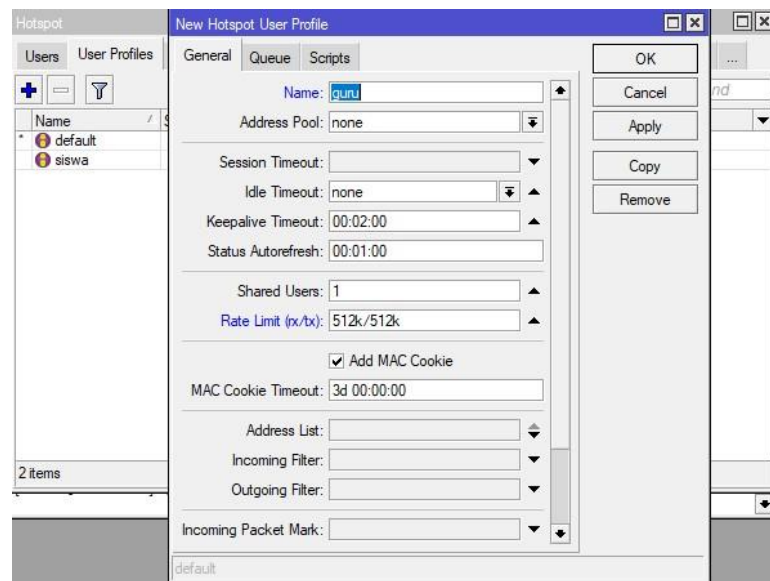 Hotspot
Users User Profiles
Name
* default
siswa
2 items
New Hotspot User Profile
General Queue Scripts
Name: guru
Address Pool: none
Session Timeout:
Idle Timeout: none
Keepalive Timeout: 00:02:00
Status Autorefresh: 00:01:00
Shared Users: 1
Rate Limit (rx/tx): 512k/512k
Add MAC Cookie
MAC Cookie Timeout: 3d 00:00:00
Address List:
Incoming Filter:
Outgoing Filter:
Incoming Packet Mark:
default
OK
Cancel
Apply
Copy
Remove
...